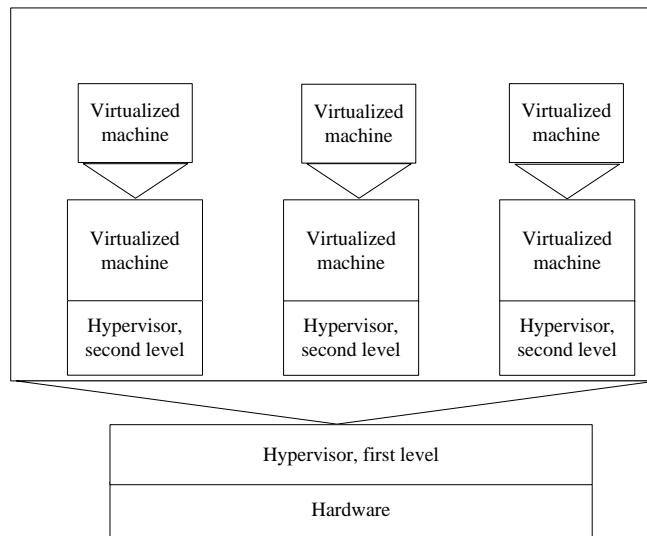 Virtualized
machine
Virtualized
machine
Virtualized
machine
Virtualized
machine
Virtualized
machine
Virtualized
machine
Hypervisor,
second level
Hypervisor,
second level
Hypervisor,
second level
Hypervisor, first level
Hardware